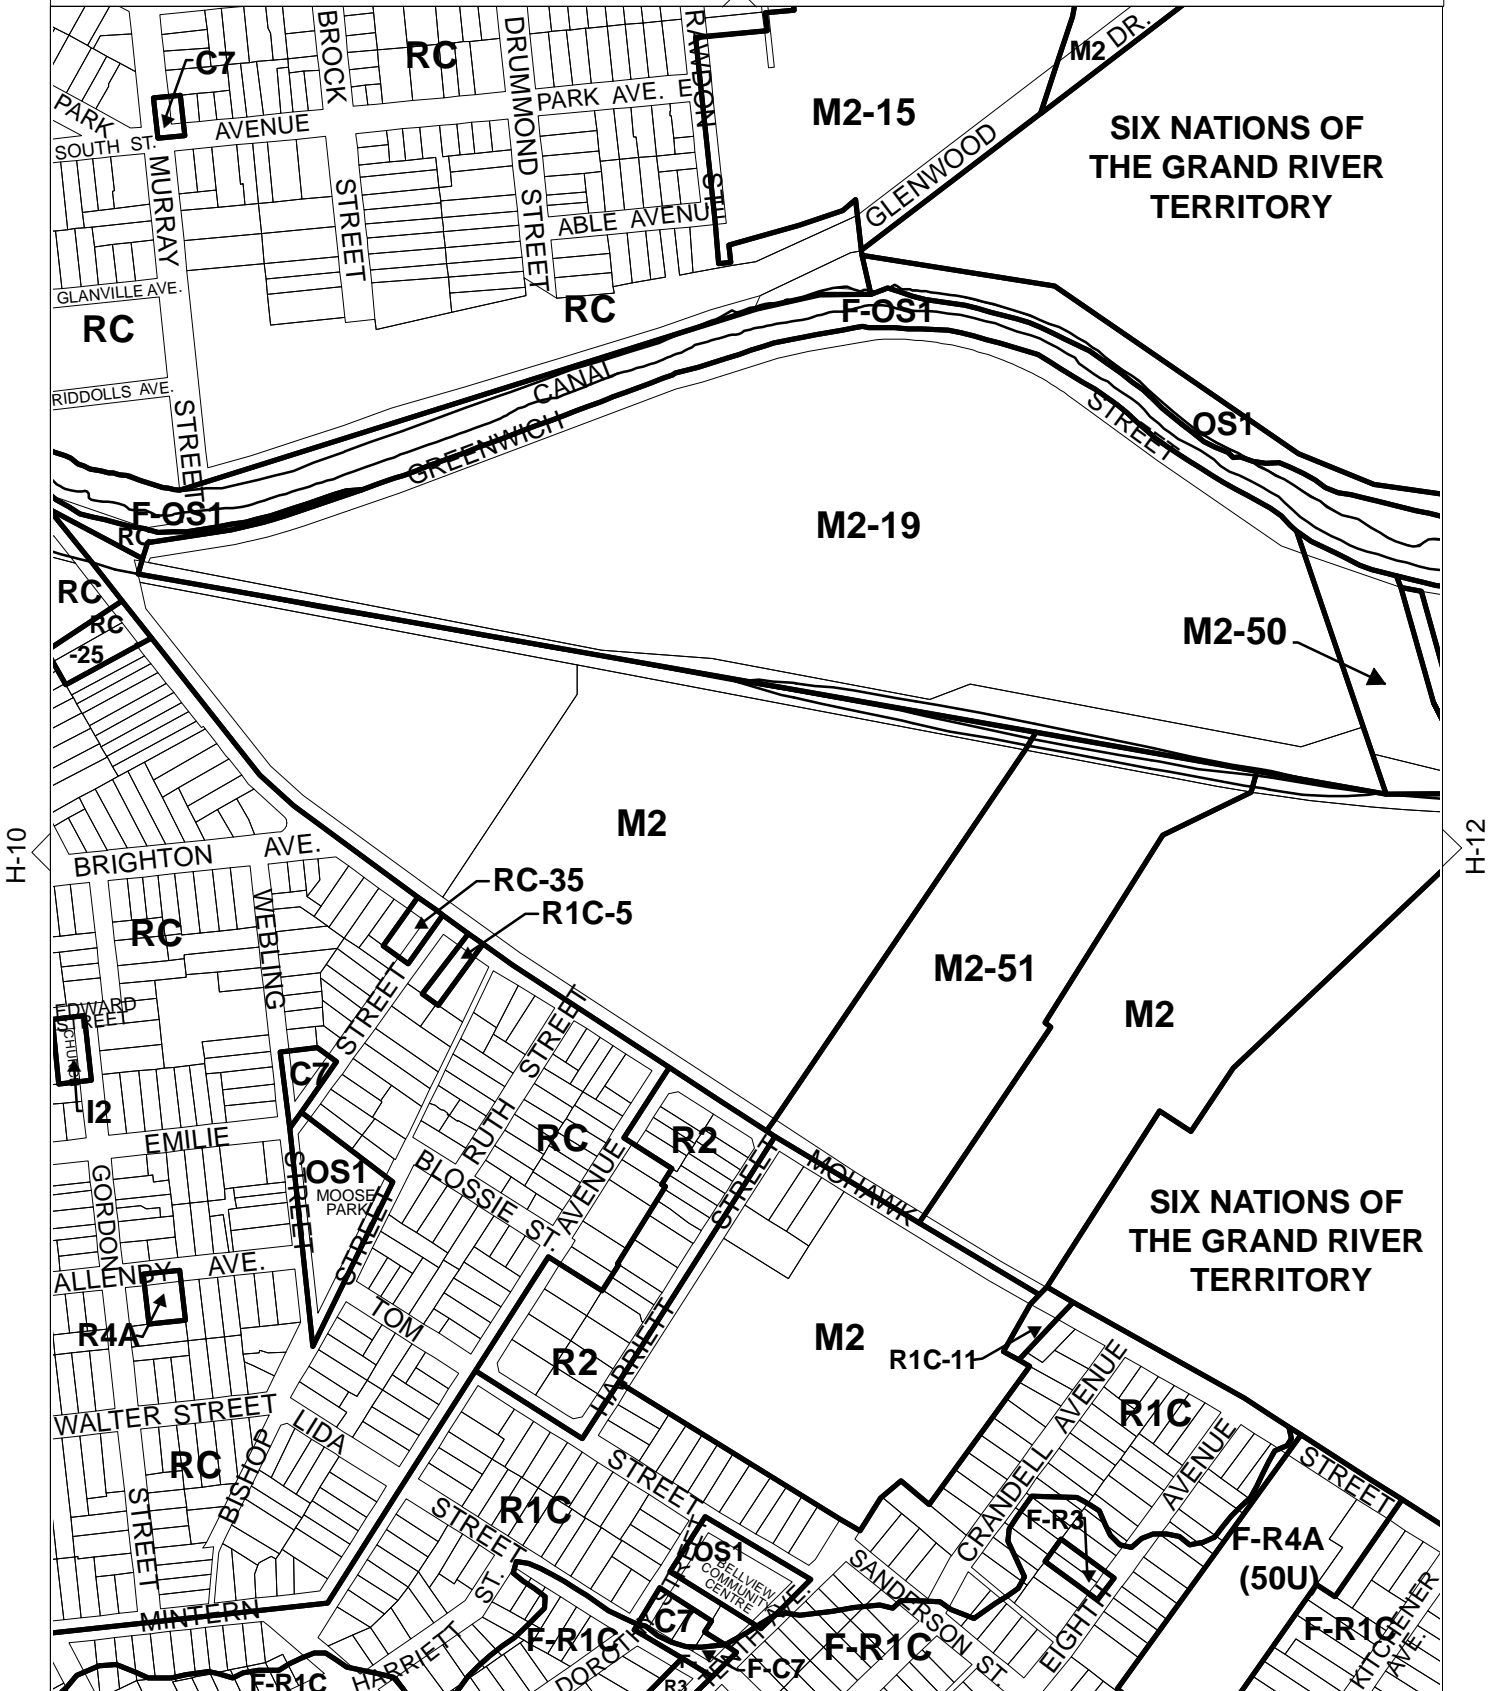 C7
RC
BROCK
STREET
DRUMMOND STREET
RAWDON ST.
M2 DR.
GLENWOOD
PARK
AVENUE
PARK AVE. E
SOUTH ST.
MURRAY
STREET
M2-15
SIX NATIONS OF
THE GRAND RIVER
TERRITORY
ABLE AVENUE
GLANVILLE AVE.
RC
RC
F-OS1
RIDDOLLS AVE.
CANAL
GREENWICH
STREET
OS1
F-OS1
RC
M2-19
RC
RC
-25
M2-50
H-10
H-12
M2
BRIGHTON AVE.
RC-35
R1C-5
RC
WEBLING
STREET
M2-51
M2
EDWARD
STREET
CHURCH
I2
C7
STREET
RUTH STREET
RC
R2
EMILIE
GORDON
STREET
OS1
MOOSE
PARK
BLOSSIE ST.
AVENUE
STREET
MOHAWK
SIX NATIONS OF
THE GRAND RIVER
TERRITORY
ALLENBY AVE.
R4A
TOM
STREET
R2
HARRIETT
M2
R1C-11
WALTER STREET
RC
BISHOP
LIDA
STREET
STREET
R1C
CRANDELL AVENUE
R1C
AVENUE
STREET
F-R3
F-R4A
(50U)
OS1
BELLVIEW
COMMUNITY
CENTRE
C7
SANDERSON ST.
EIGHTH
MINTERN
HARRIETT ST.
F-R1C
F-R1C
DOROTHY STREET
F-C7
R3
F-R1C
F-R1C
KITCHENER
AVE.